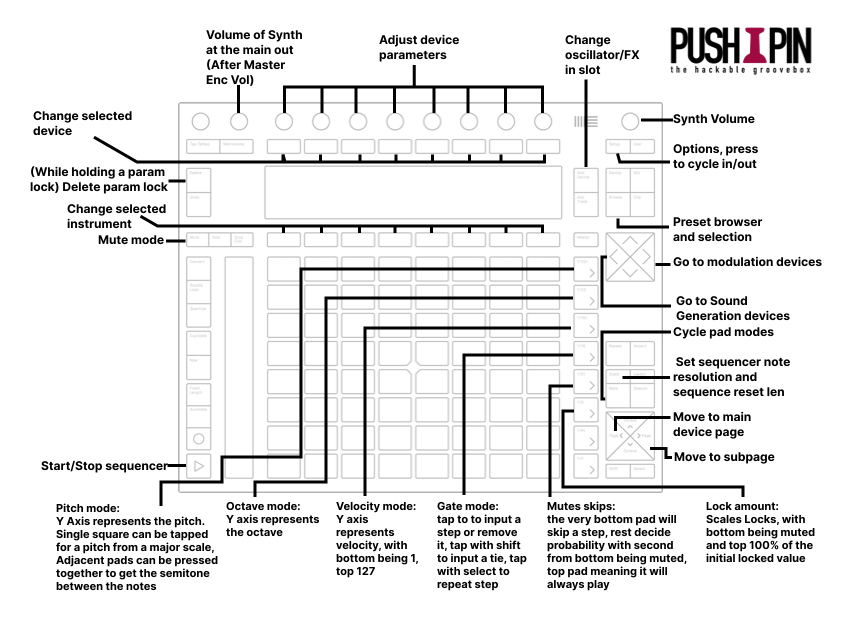 Volume of Synth
at the main out
(After Master
Enc Vol)
Adjust device
parameters
Change
oscillator/FX
in slot
PUSH PIN
the hackable groovebox
Change selected
device
Synth Volume
Options, press
to cycle in/out
(While holding a param
lock) Delete param lock
Change selected
instrument
Mute mode
Preset browser
and selection
Go to modulation devices
Go to Sound
Generation devices
Cycle pad modes
Set sequencer note
resolution and
sequence reset len
Move to main
device page
Move to subpage
Start/Stop sequencer
Pitch mode:
Y Axis represents the pitch.
Single square can be tapped
for a pitch from a major scale,
Adjacent pads can be pressed
together to get the semitone
between the notes
Octave mode:
Y axis represents
the octave
Velocity mode:
Y axis
represents
velocity, with
bottom being 1,
top 127
Gate mode:
tap to to input a
step or remove
it, tap with shift
to input a tie, tap
with select to
repeat step
Mutes skips:
the very bottom pad will
skip a step, rest decide
probability with second
from bottom being muted,
top pad meaning it will
always play
Lock amount:
Scales Locks, with
bottom being muted
and top 100% of the
initial locked value